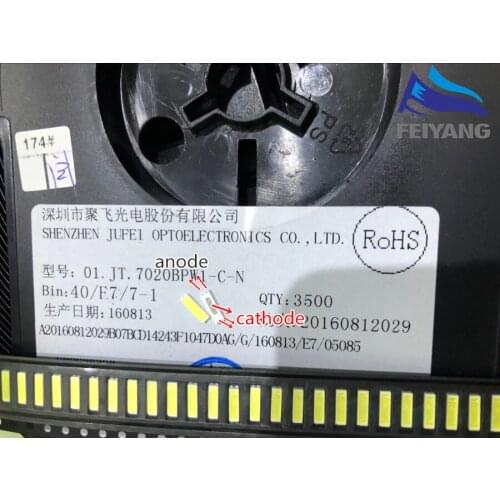 FEIYANG
174#
深圳市聚飞光电股份有限公司
SHENZHEN JUFEI OPTOELECTRONICS CO.,LTD.
RoHS
anode
型号: 01.JT.7020BPW1-C-N
Bin:40/F7/7-1
QTY:3500
生产日期:160813
cathode
20160812029
A20160812029B07BCD14243F1047D0AG/G/160813/E7/05085